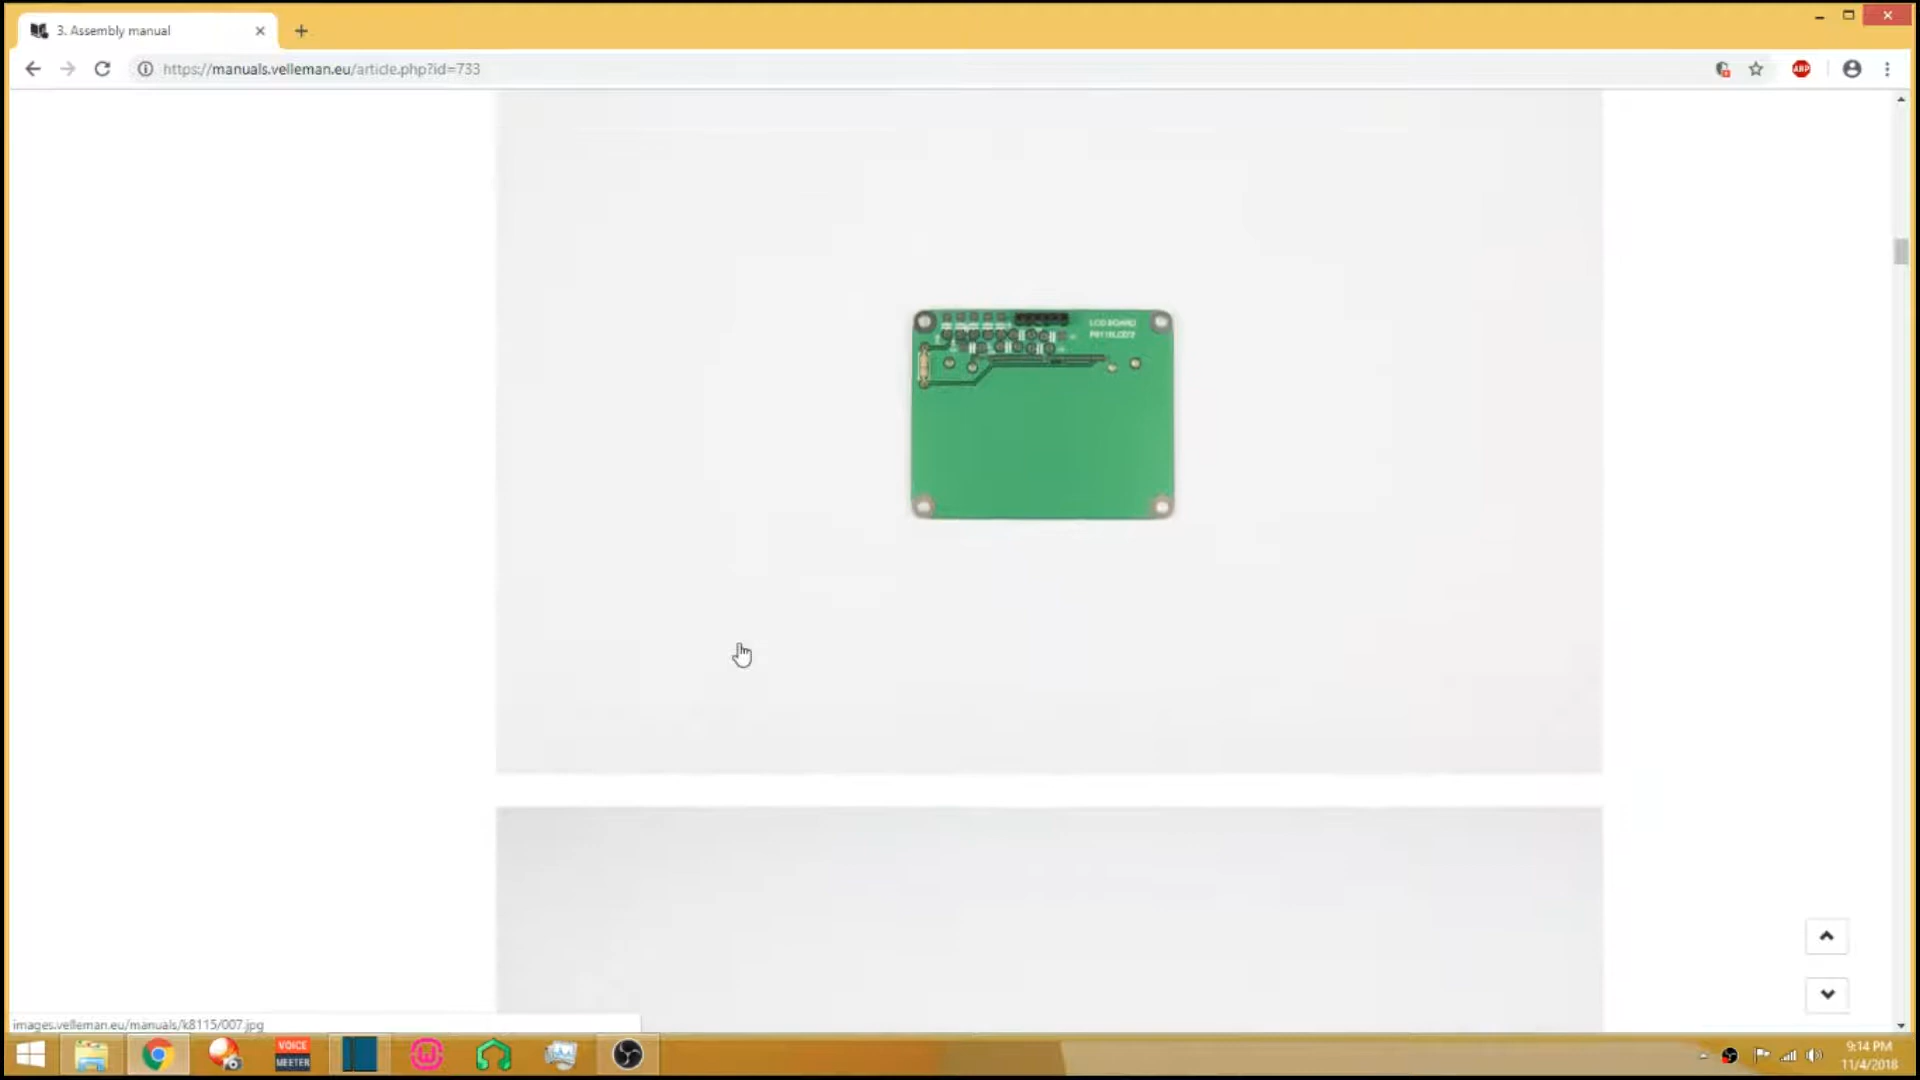 3. Assembly manual
https://manuals.velleman.eu/article.php?id=733
ABP
LCD BOARD
images.velleman.eu/manuals/k8115/007.jpg
VOICE
MEETER
9:14 PM
11/4/2018